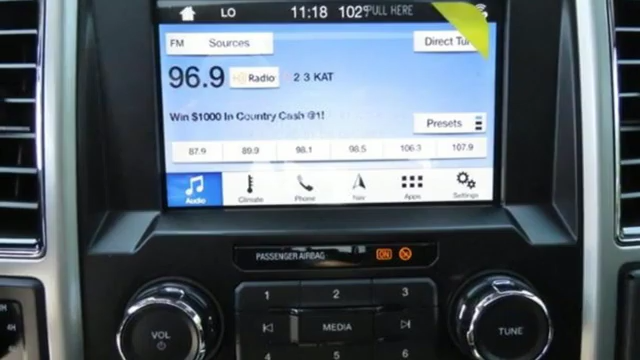 LO 11:18 102° PULL HERE
FM Sources Direct Tun
96.9 Radio 2 3 KAT
Win $1000 In Country Cash @1!
Presets
87.9 89.9 98.1 98.5 106.3 107.9
Audio Climate Phone Nav Apps Settings
PASSENGER AIRBAG ON
1 2 3
VOL MEDIA TUNE
4 5 6
4H